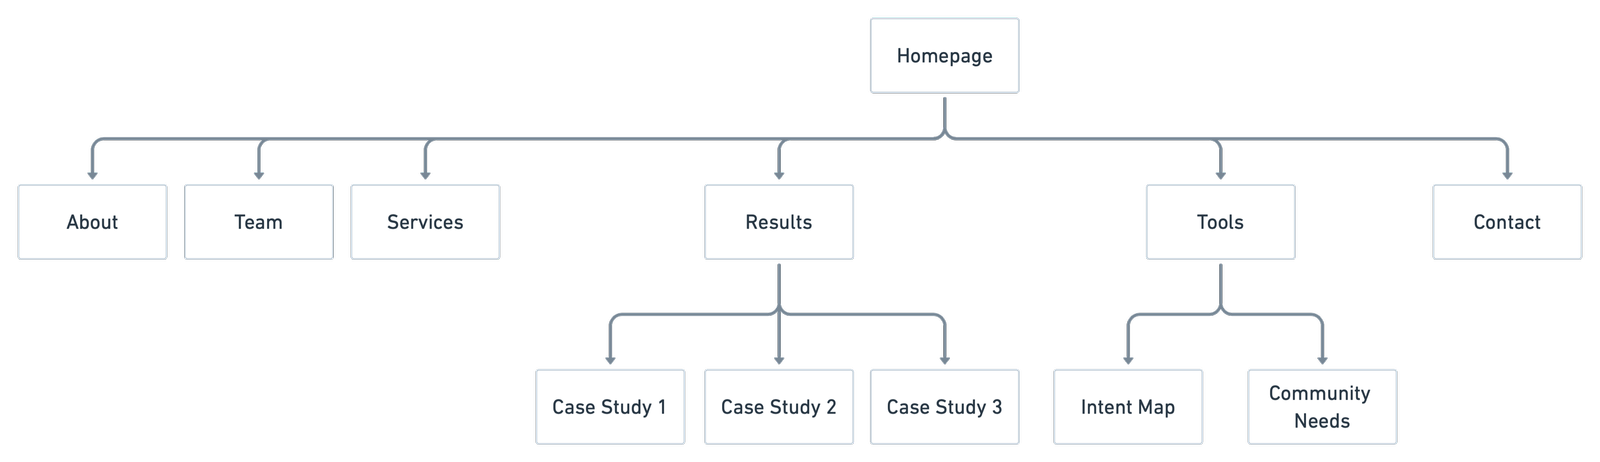 Homepage
About
Team
Services
Results
Tools
Contact
Case Study 1
Case Study 2
Case Study 3
Intent Map
Community
Needs